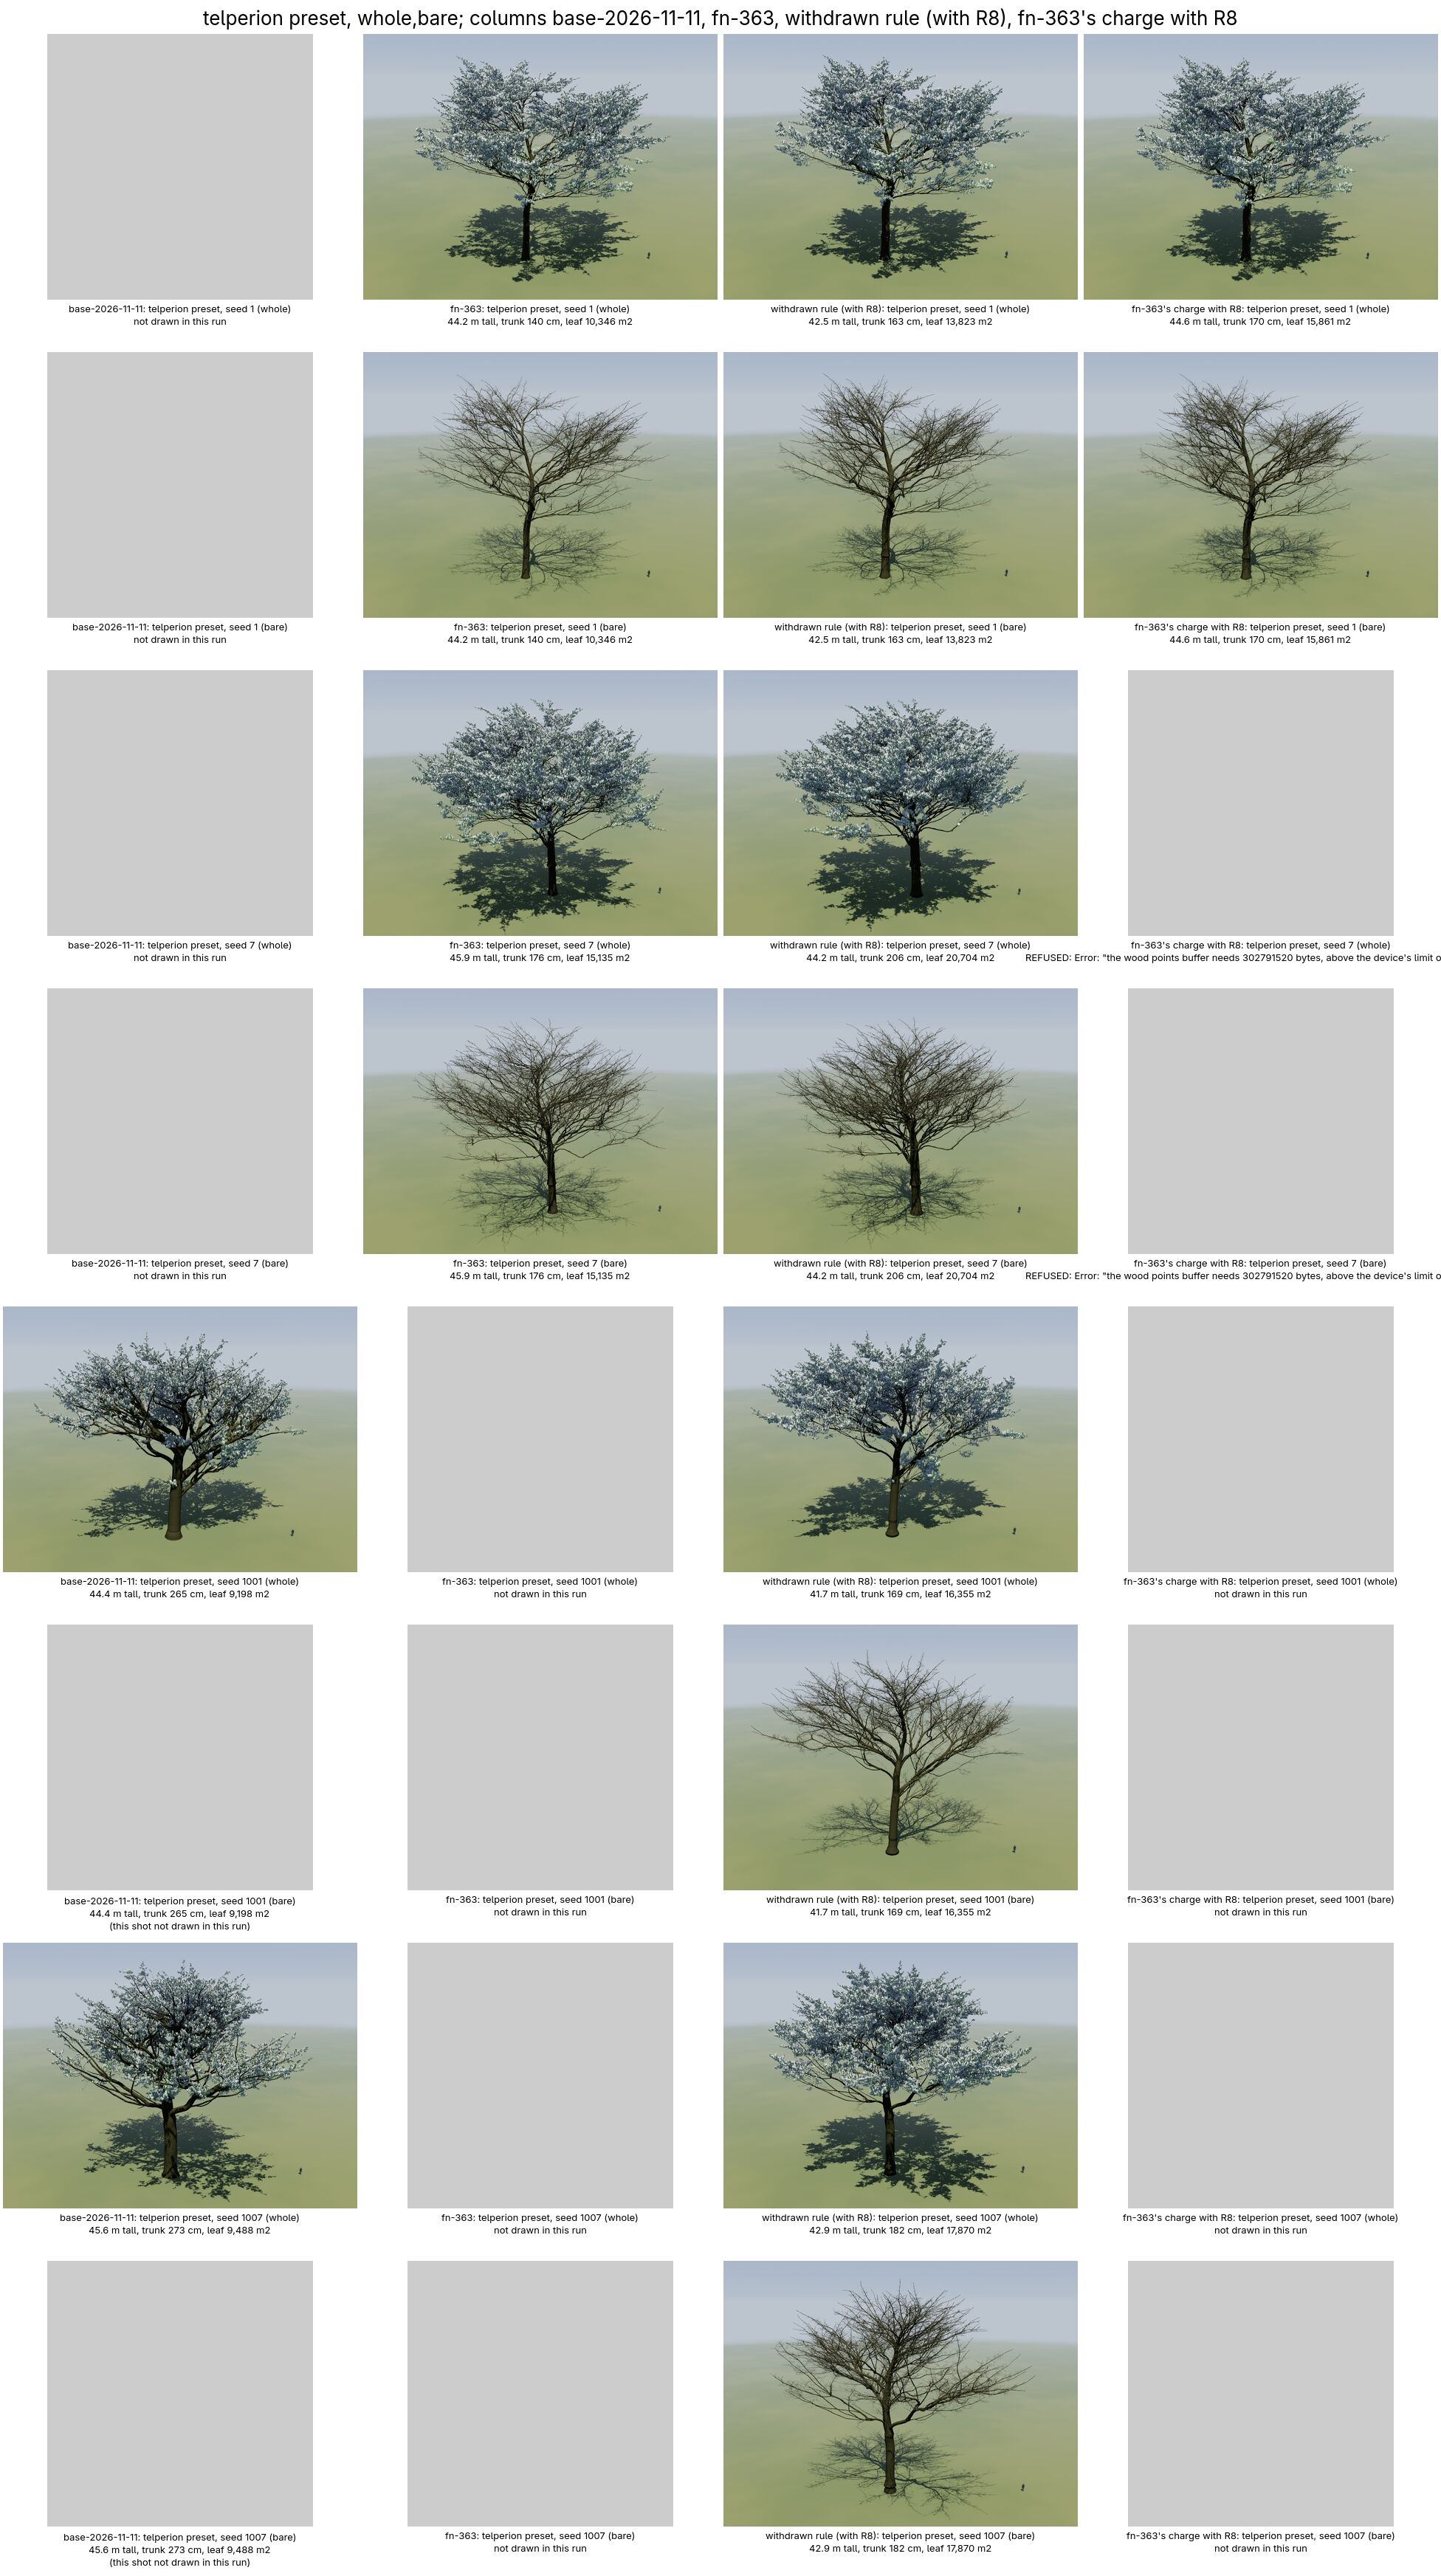 telperion preset, whole,bare; columns base-2026-11-11, fn-363, withdrawn rule (with R8), fn-363's charge with R8
base-2026-11-11: telperion preset, seed 1 (whole)
not drawn in this run
fn-363: telperion preset, seed 1 (whole)
44.2 m tall, trunk 140 cm, leaf 10,346 m2
withdrawn rule (with R8): telperion preset, seed 1 (whole)
42.5 m tall, trunk 163 cm, leaf 13,823 m2
fn-363's charge with R8: telperion preset, seed 1 (whole)
44.6 m tall, trunk 170 cm, leaf 15,861 m2
base-2026-11-11: telperion preset, seed 1 (bare)
not drawn in this run
fn-363: telperion preset, seed 1 (bare)
44.2 m tall, trunk 140 cm, leaf 10,346 m2
withdrawn rule (with R8): telperion preset, seed 1 (bare)
42.5 m tall, trunk 163 cm, leaf 13,823 m2
fn-363's charge with R8: telperion preset, seed 1 (bare)
44.6 m tall, trunk 170 cm, leaf 15,861 m2
base-2026-11-11: telperion preset, seed 7 (whole)
not drawn in this run
fn-363: telperion preset, seed 7 (whole)
45.9 m tall, trunk 176 cm, leaf 15,135 m2
withdrawn rule (with R8): telperion preset, seed 7 (whole)
44.2 m tall, trunk 206 cm, leaf 20,704 m2
fn-363's charge with R8: telperion preset, seed 7 (whole)
REFUSED: Error: "the wood points buffer needs 302791520 bytes, above the device's limit o
base-2026-11-11: telperion preset, seed 7 (bare)
not drawn in this run
fn-363: telperion preset, seed 7 (bare)
45.9 m tall, trunk 176 cm, leaf 15,135 m2
withdrawn rule (with R8): telperion preset, seed 7 (bare)
44.2 m tall, trunk 206 cm, leaf 20,704 m2
fn-363's charge with R8: telperion preset, seed 7 (bare)
REFUSED: Error: "the wood points buffer needs 302791520 bytes, above the device's limit o
base-2026-11-11: telperion preset, seed 1001 (whole)
44.4 m tall, trunk 265 cm, leaf 9,198 m2
fn-363: telperion preset, seed 1001 (whole)
not drawn in this run
withdrawn rule (with R8): telperion preset, seed 1001 (whole)
41.7 m tall, trunk 169 cm, leaf 16,355 m2
fn-363's charge with R8: telperion preset, seed 1001 (whole)
not drawn in this run
base-2026-11-11: telperion preset, seed 1001 (bare)
44.4 m tall, trunk 265 cm, leaf 9,198 m2
(this shot not drawn in this run)
fn-363: telperion preset, seed 1001 (bare)
not drawn in this run
withdrawn rule (with R8): telperion preset, seed 1001 (bare)
41.7 m tall, trunk 169 cm, leaf 16,355 m2
fn-363's charge with R8: telperion preset, seed 1001 (bare)
not drawn in this run
base-2026-11-11: telperion preset, seed 1007 (whole)
45.6 m tall, trunk 273 cm, leaf 9,488 m2
fn-363: telperion preset, seed 1007 (whole)
not drawn in this run
withdrawn rule (with R8): telperion preset, seed 1007 (whole)
42.9 m tall, trunk 182 cm, leaf 17,870 m2
fn-363's charge with R8: telperion preset, seed 1007 (whole)
not drawn in this run
base-2026-11-11: telperion preset, seed 1007 (bare)
45.6 m tall, trunk 273 cm, leaf 9,488 m2
(this shot not drawn in this run)
fn-363: telperion preset, seed 1007 (bare)
not drawn in this run
withdrawn rule (with R8): telperion preset, seed 1007 (bare)
42.9 m tall, trunk 182 cm, leaf 17,870 m2
fn-363's charge with R8: telperion preset, seed 1007 (bare)
not drawn in this run